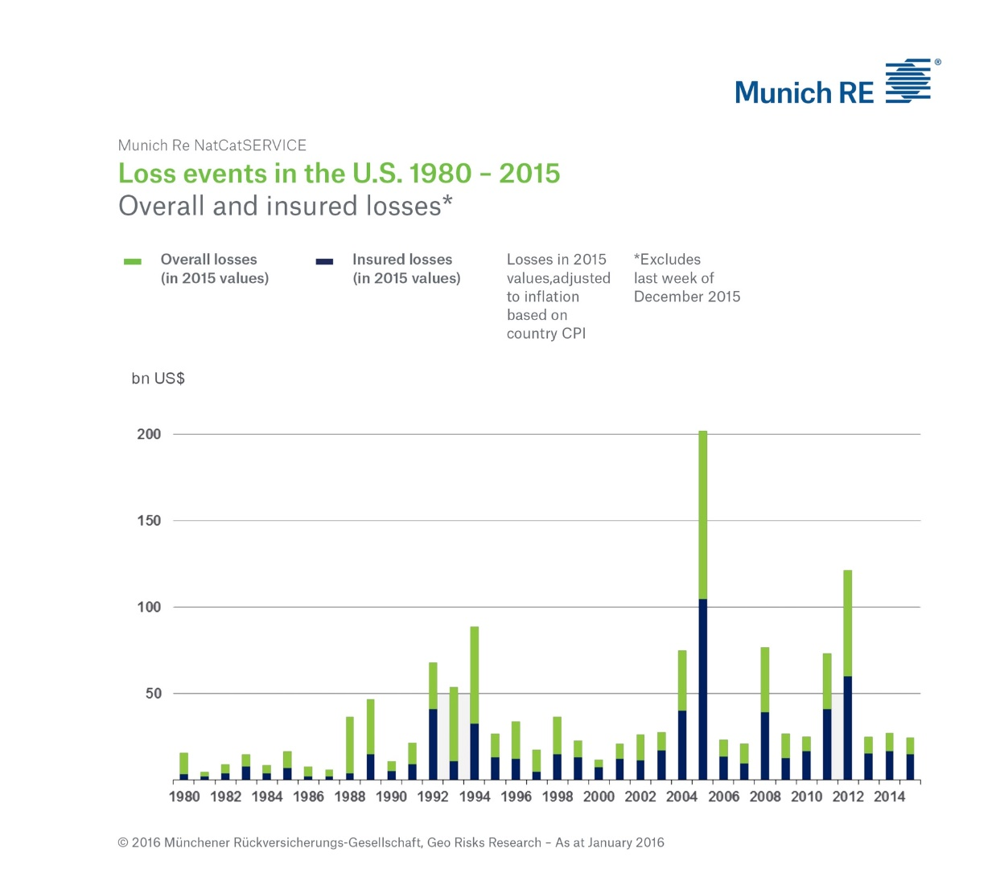 Munich RE ®
Munich Re NatCatSERVICE
Loss events in the U.S. 1980 – 2015
Overall and insured losses*
Overall losses
(in 2015 values)
Insured losses
(in 2015 values)
Losses in 2015
values,adjusted
to inflation
based on
country CPI
*Excludes
last week of
December 2015
bn US$
200
150
100
50
1980 1982 1984 1986 1988 1990 1992 1994 1996 1998 2000 2002 2004 2006 2008 2010 2012 2014
© 2016 Münchener Rückversicherungs-Gesellschaft, Geo Risks Research – As at January 2016